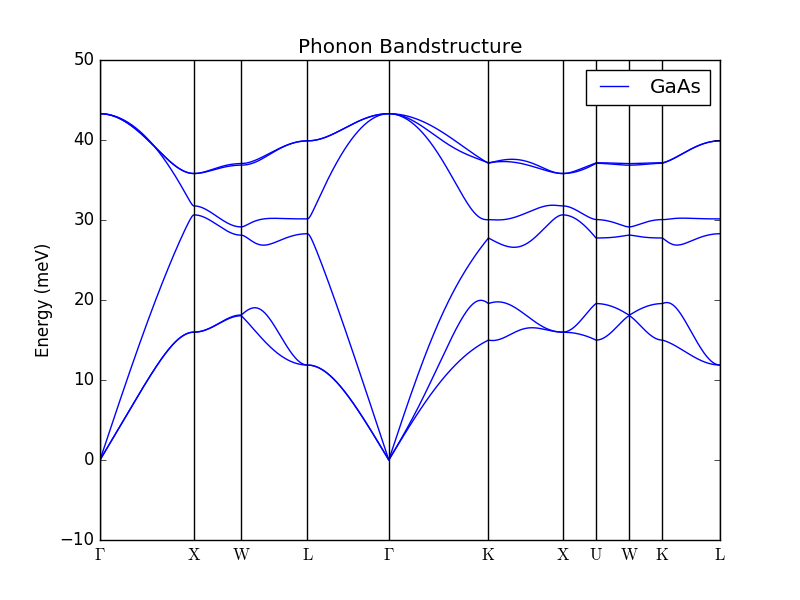 Phonon Bandstructure
GaAs
Energy (meV)
50
40
30
20
10
0
−10
Γ X W L Γ K X U W K L